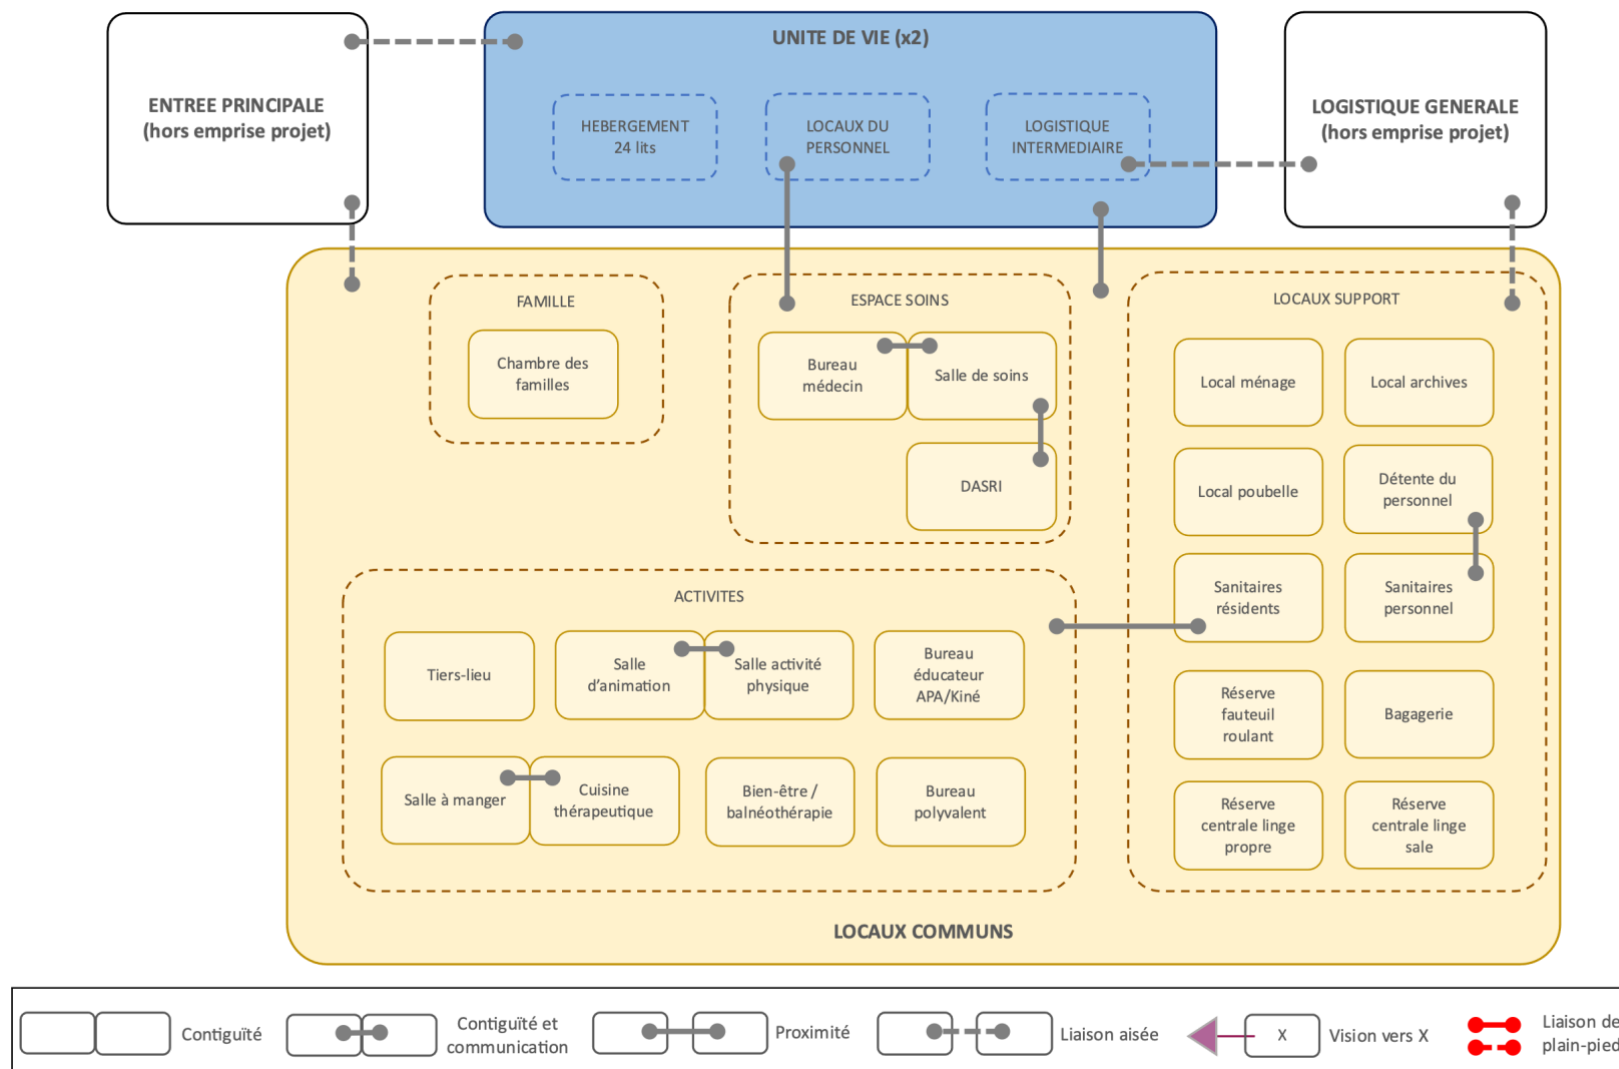 ENTREE PRINCIPALE
(hors emprise projet)
UNITE DE VIE (x2)
HEBERGEMENT
24 lits
LOCAUX DU
PERSONNEL
LOGISTIQUE
INTERMEDIAIRE
LOGISTIQUE GENERALE
(hors emprise projet)
FAMILLE
Chambre des
familles
ESPACE SOINS
Bureau
médecin
Salle de soins
DASRI
LOCAUX SUPPORT
Local ménage
Local archives
Local poubelle
Détente du
personnel
Sanitaires
résidents
Sanitaires
personnel
Réserve
fauteuil
roulant
Bagagerie
Réserve
centrale linge
propre
Réserve
centrale linge
sale
ACTIVITES
Tiers-lieu
Salle
d'animation
Salle activité
physique
Bureau
éducateur
APA/Kiné
Salle à manger
Cuisine
thérapeutique
Bien-être /
balnéothérapie
Bureau
polyvalent
LOCAUX COMMUNS
Contiguïté
Contiguïté et
communication
Proximité
Liaison aisée
X
Vision vers X
Liaison de
plain-pied